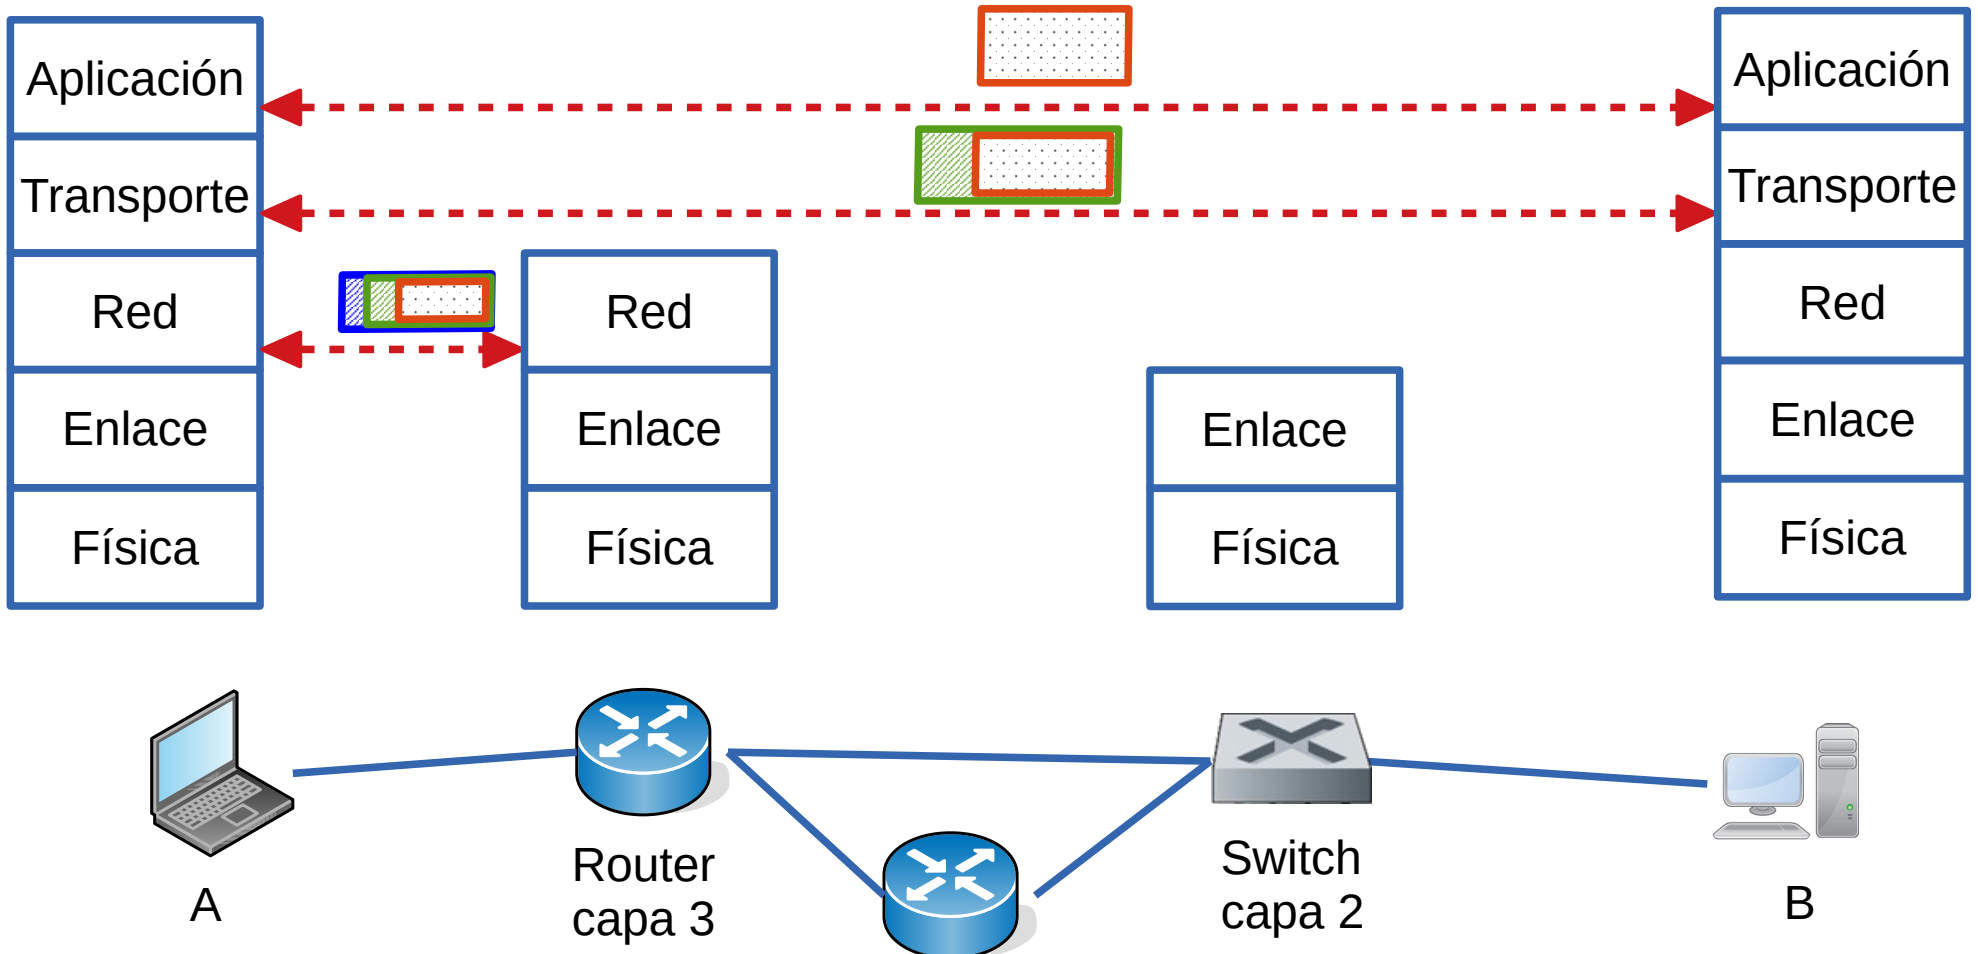 Aplicación
Transporte
Red
Enlace
Física
Red
Enlace
Física
Enlace
Física
Aplicación
Transporte
Red
Enlace
Física
A
Router
capa 3
Switch
capa 2
B